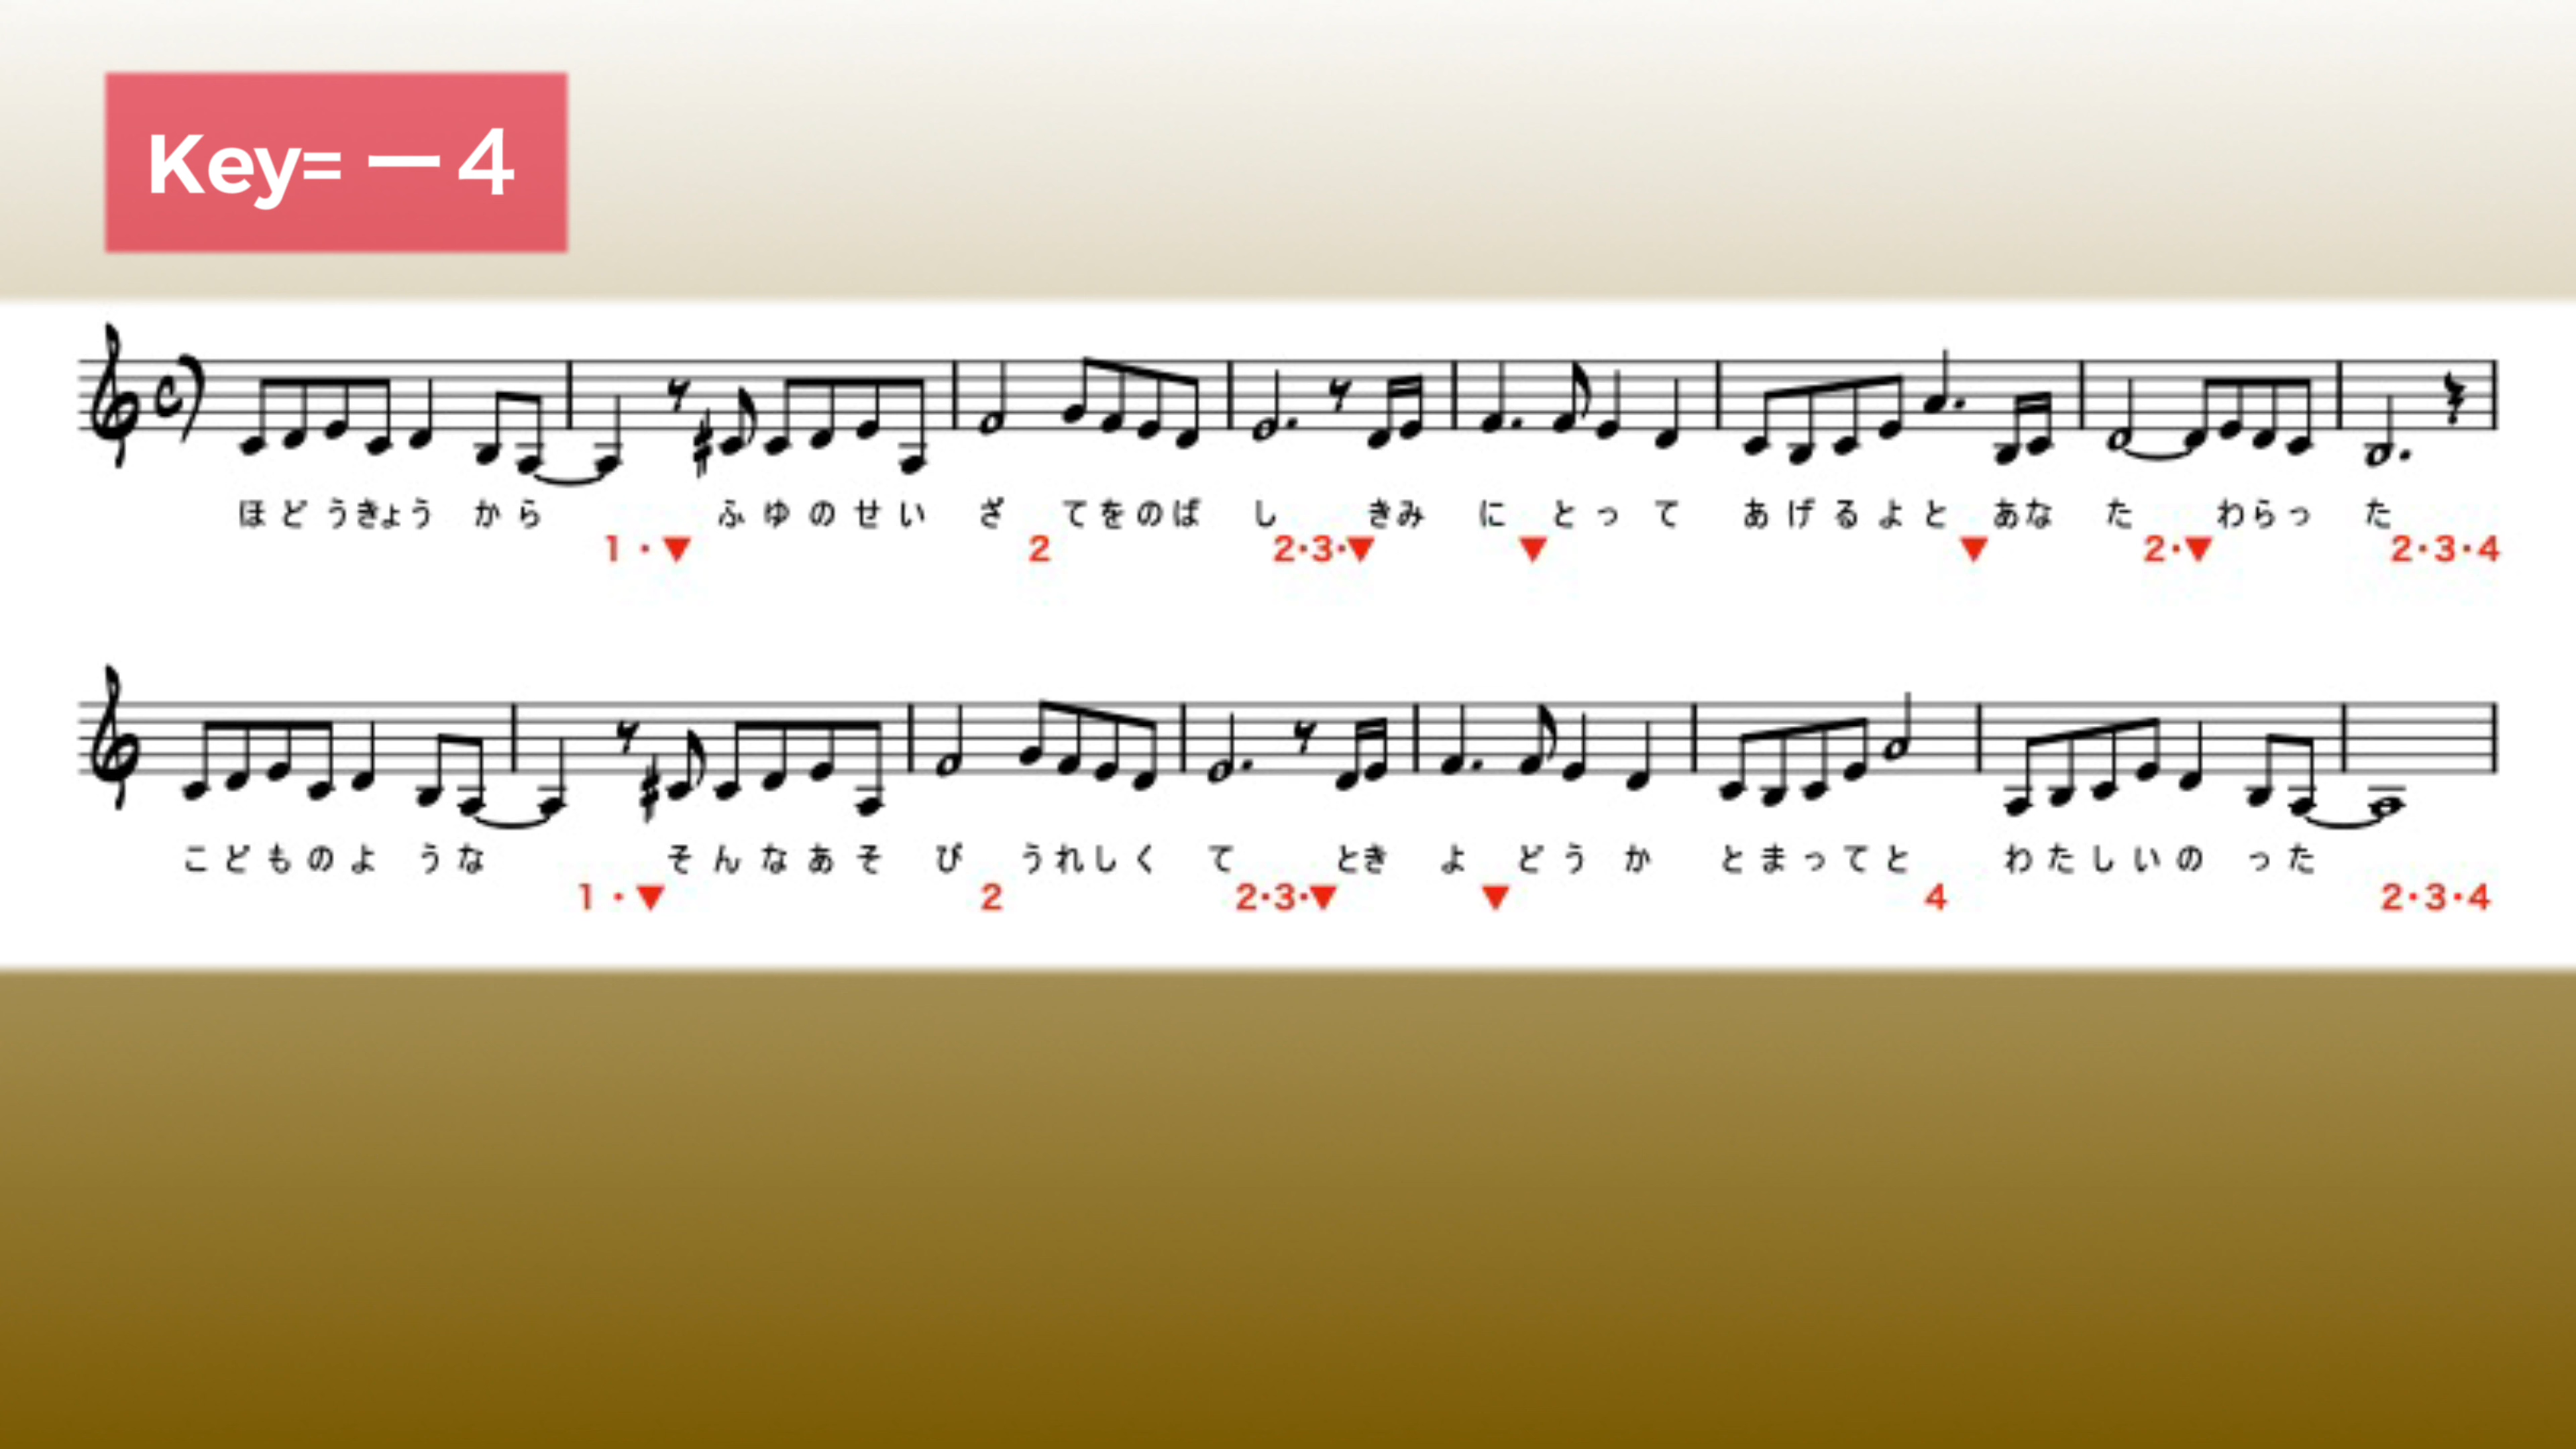 Key= －4
ほ ど う きょ う か ら ふ ゆ の せ い ざ て を の ば し き み に と っ て あ げ る よ と あ な た わ ら っ た
1・▼ 2 2・3・▼ ▼ ▼ 2・▼ 2・3・4
こ ど も の よ う な そ ん な あ そ び う れ し く て と き よ ど う か と ま っ て と わ た し い の っ た
1・▼ 2 2・3・▼ ▼ 4 2・3・4